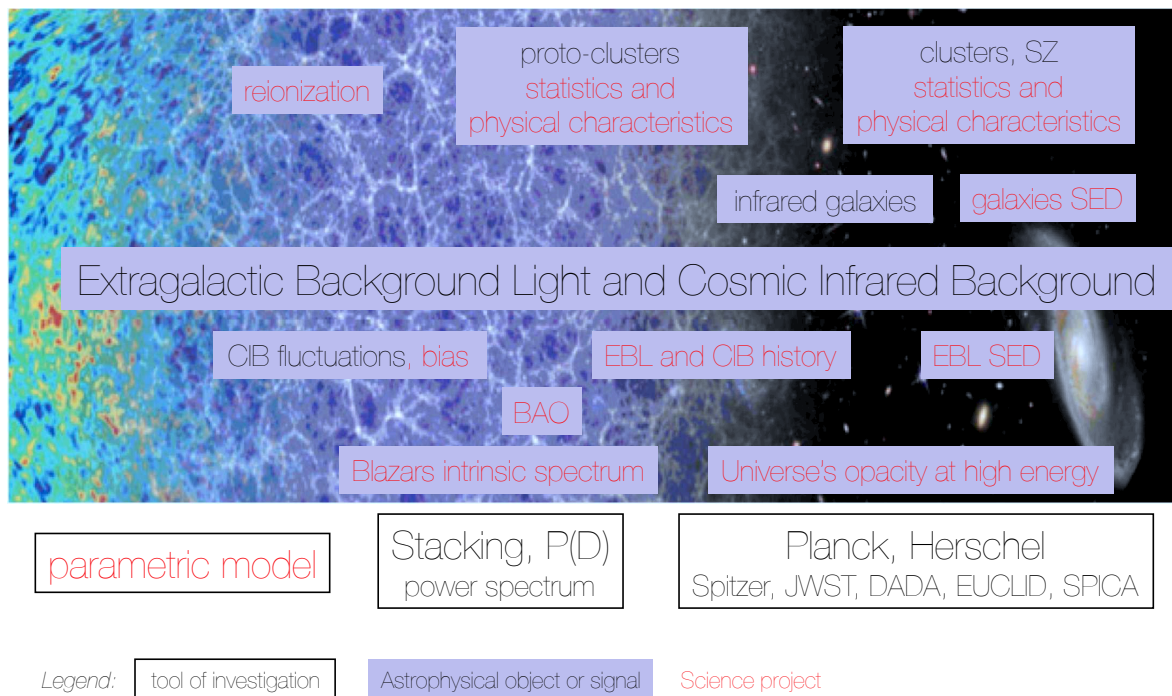 reionization
proto-clusters
statistics and
physical characteristics
clusters, SZ
statistics and
physical characteristics
infrared galaxies
galaxies SED
Extragalactic Background Light and Cosmic Infrared Background
CIB fluctuations, bias
EBL and CIB history
EBL SED
BAO
Blazars intrinsic spectrum
Universe's opacity at high energy
parametric model
Stacking, P(D)
power spectrum
Planck, Herschel
Spitzer, JWST, DADA, EUCLID, SPICA
Legend:
tool of investigation
Astrophysical object or signal
Science project